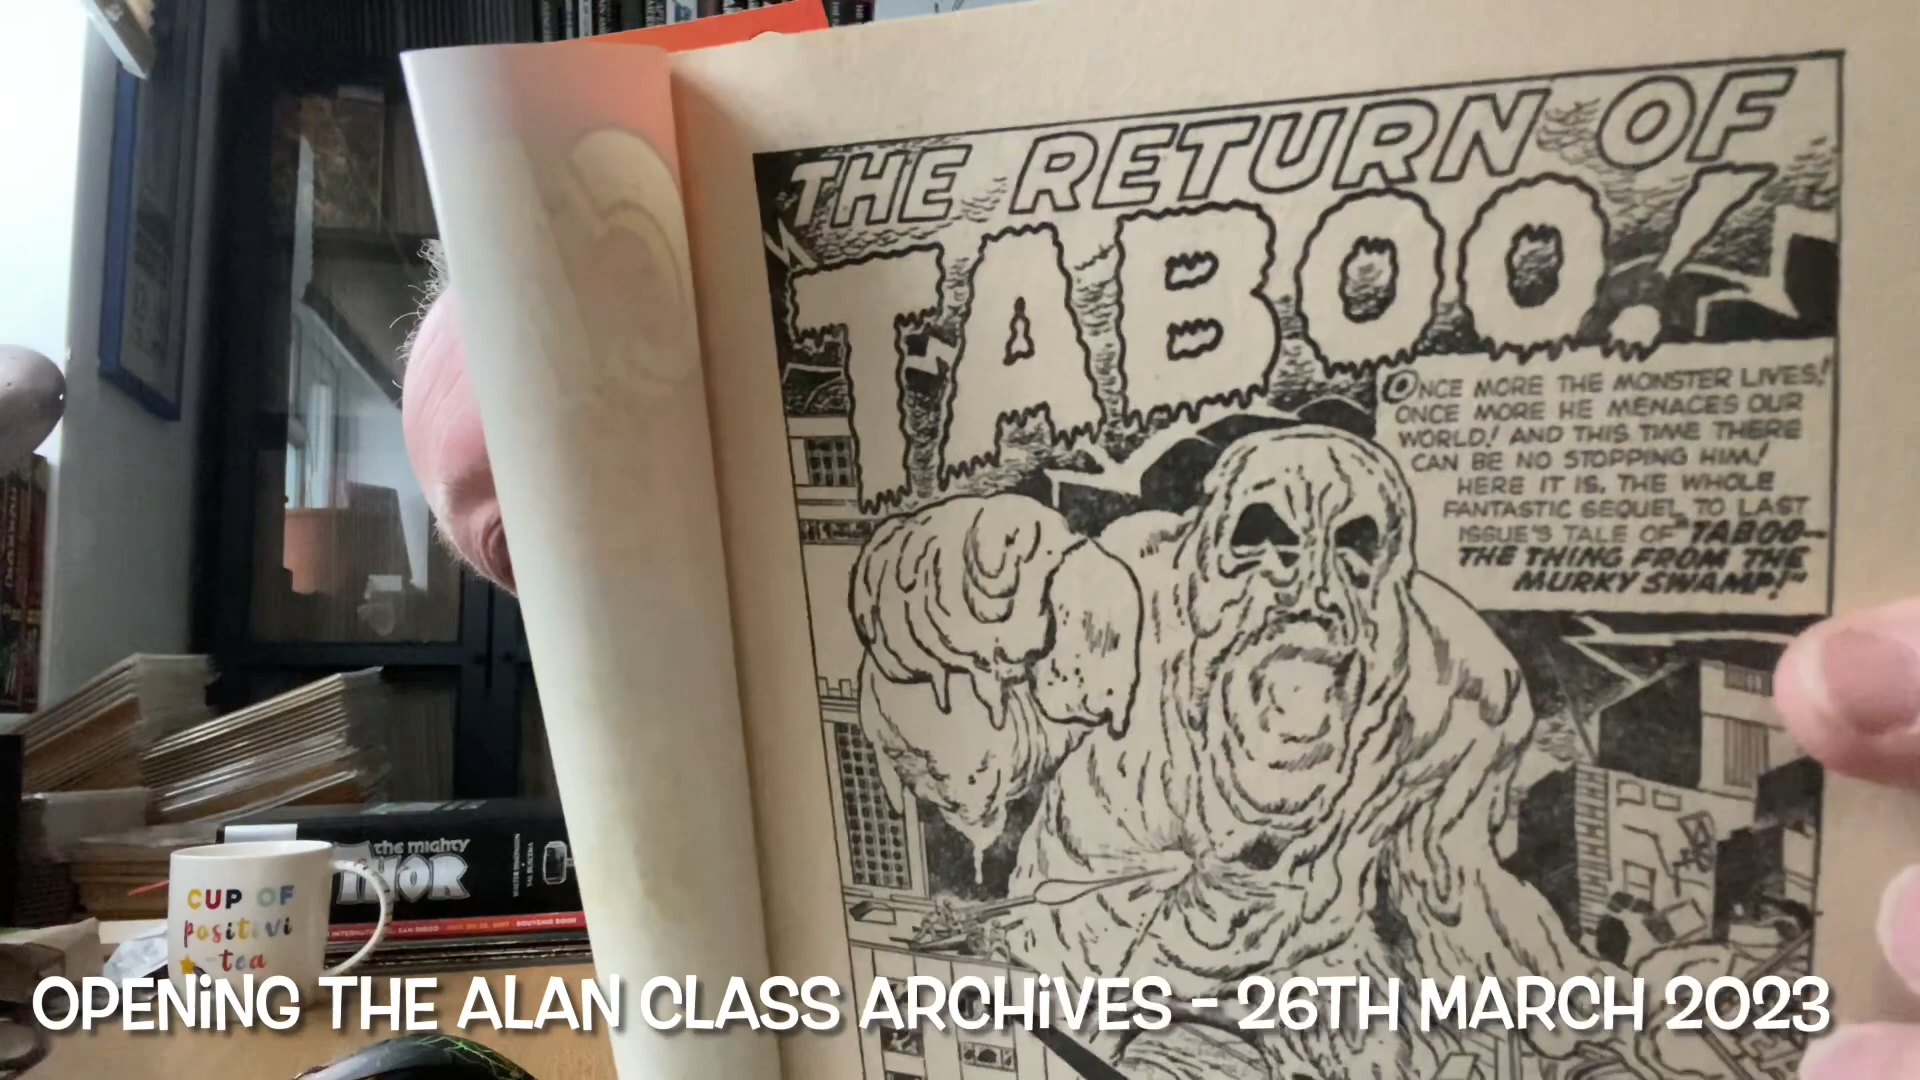 THE RETURN OF
TABOO!
ONCE MORE THE MONSTER LIVES!
ONCE MORE HE MENACES OUR
WORLD! AND THIS TIME THERE
CAN BE NO STOPPING HIM!
HERE IT IS, THE WHOLE
FANTASTIC SEQUEL TO LAST
ISSUE'S TALE OF "TABOO—
THE THING FROM THE
MURKY SWAMP!"
the mighty
THOR
CUP OF
positivi
-tea
OPENING THE ALAN CLASS ARCHIVES - 26TH MARCH 2023